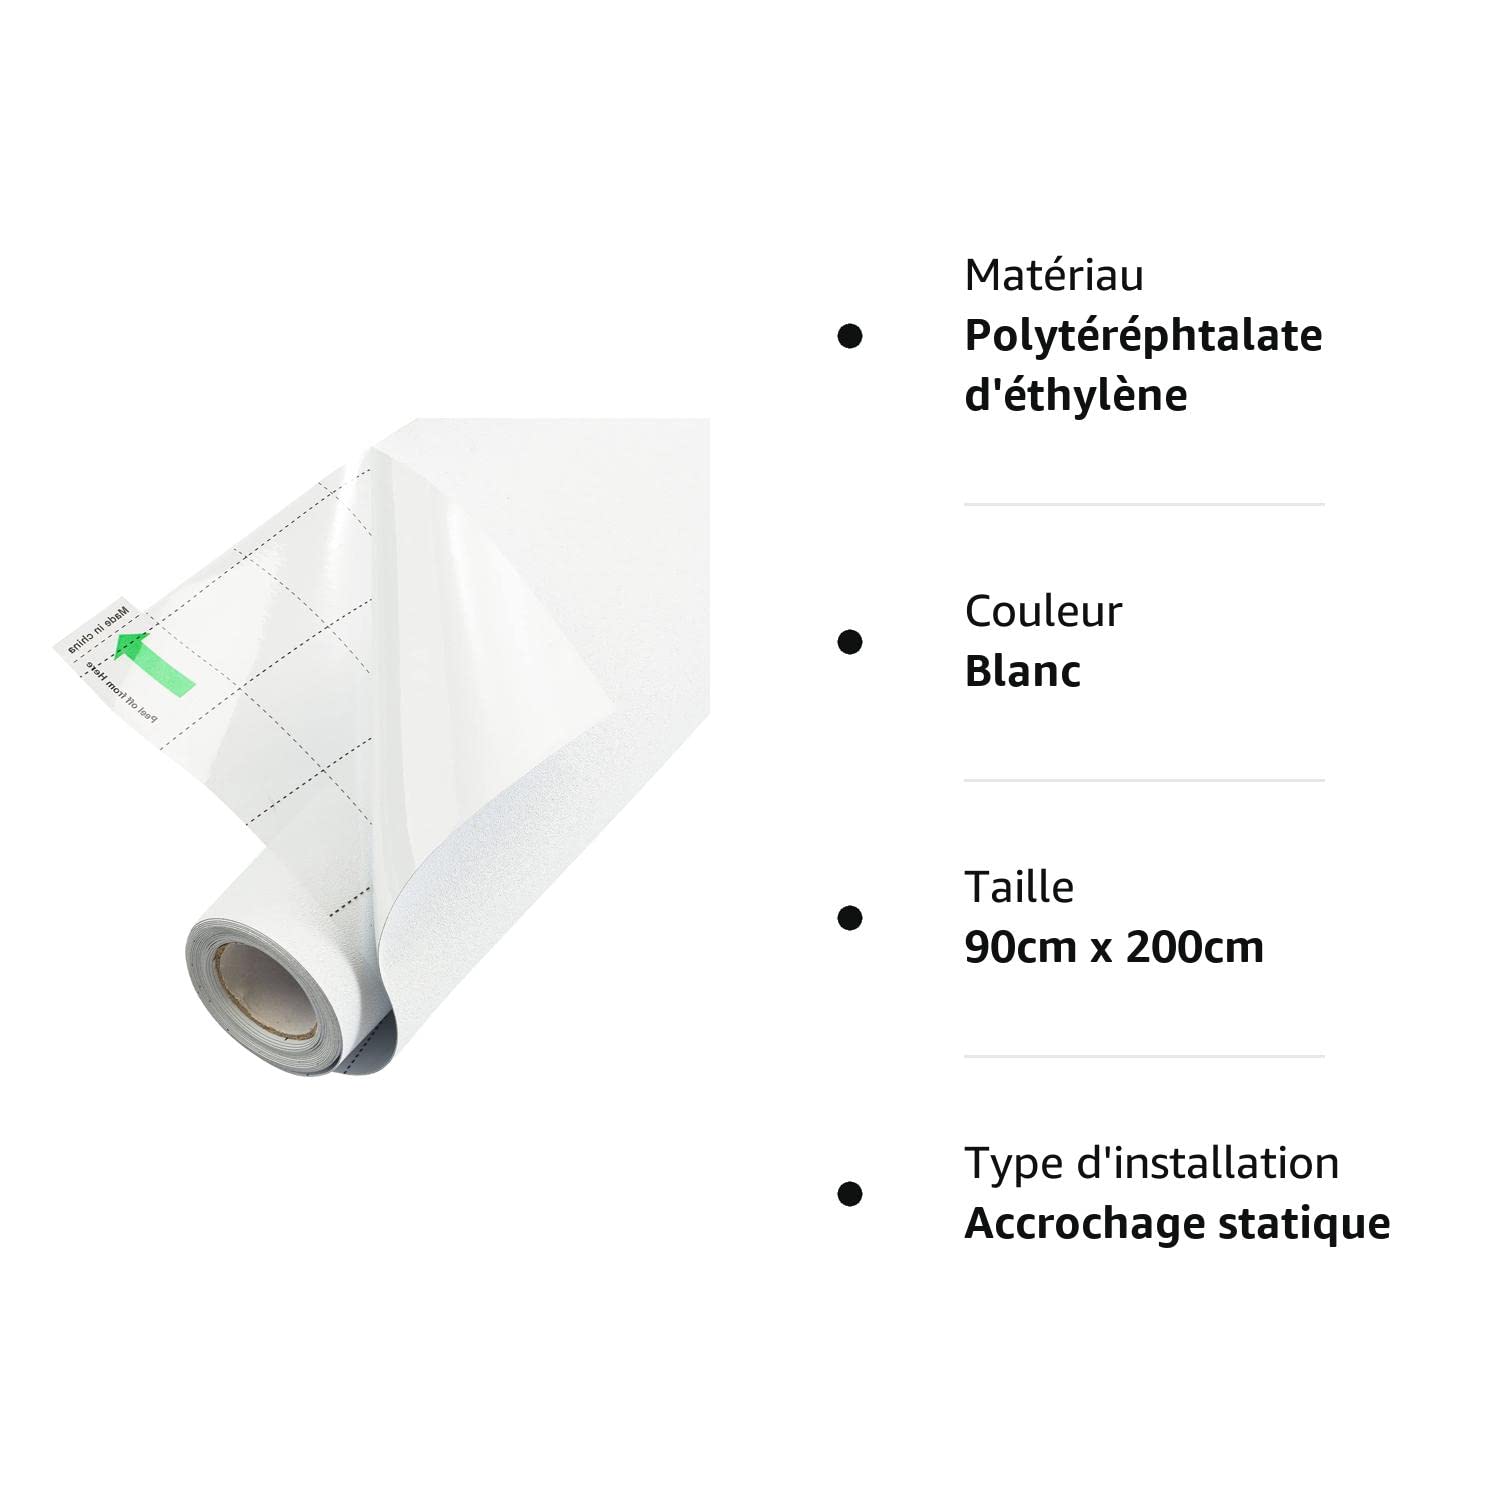 Made in china
Peel off from Here
Matériau
Polytéréphtalate
d'éthylène
Couleur
Blanc
Taille
90cm x 200cm
Type d'installation
Accrochage statique